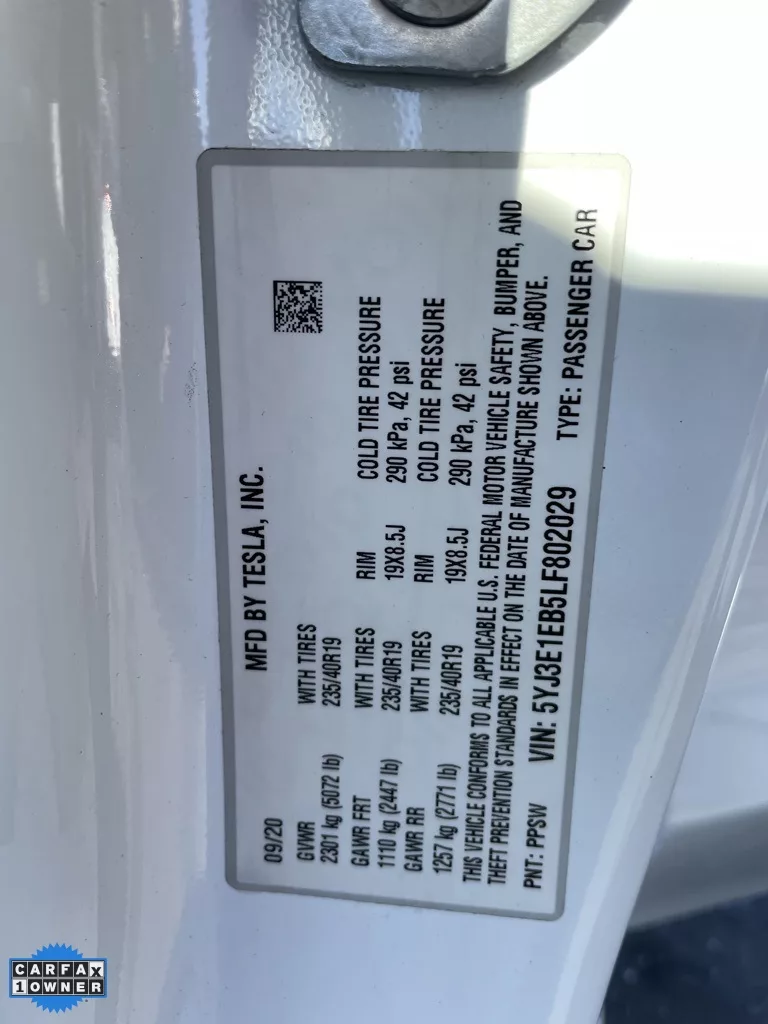 MFD BY TESLA, INC.
09/20
GVWR WITH TIRES
2301 kg (5072 lb) 235/40R19
GAWR FRT WITH TIRES RIM COLD TIRE PRESSURE
1110 kg (2447 lb) 235/40R19 19X8.5J 290 kPa, 42 psi
GAWR RR WITH TIRES RIM COLD TIRE PRESSURE
1257 kg (2771 lb) 235/40R19 19X8.5J 290 kPa, 42 psi
THIS VEHICLE CONFORMS TO ALL APPLICABLE U.S. FEDERAL MOTOR VEHICLE SAFETY, BUMPER, AND
THEFT PREVENTION STANDARDS IN EFFECT ON THE DATE OF MANUFACTURE SHOWN ABOVE.
PNT: PPSW VIN: 5YJ3E1EB5LF802029 TYPE: PASSENGER CAR
CARFAX
1 OWNER